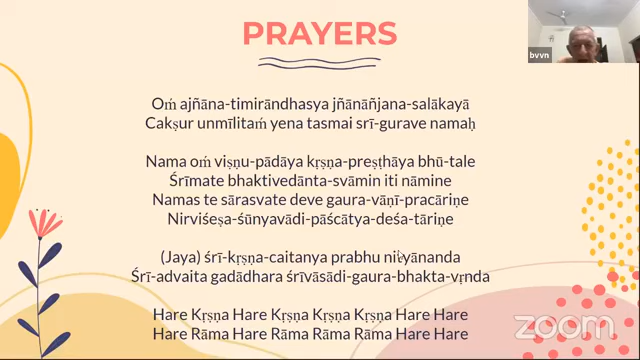 PRAYERS
bvvn
Oṁ ajñāna-timirāndhasya jñānāñjana-salākayā
Cakṣur unmīlitaṁ yena tasmai srī-gurave namaḥ
Nama oṁ viṣṇu-pādāya kṛṣṇa-preṣṭhāya bhū-tale
Śrīmate bhaktivedānta-svāmin iti nāmine
Namas te sārasvate deve gaura-vāṇī-pracāriṇe
Nirviśeṣa-śūnyavādi-pāścātya-deśa-tāriṇe
(Jaya) śrī-kṛṣṇa-caitanya prabhu nityānanda
Śrī-advaita gadādhara śrīvāsādi-gaura-bhakta-vṛnda
Hare Kṛṣṇa Hare Kṛṣṇa Kṛṣṇa Kṛṣṇa Hare Hare
Hare Rāma Hare Rāma Rāma Rāma Hare Hare
zoom